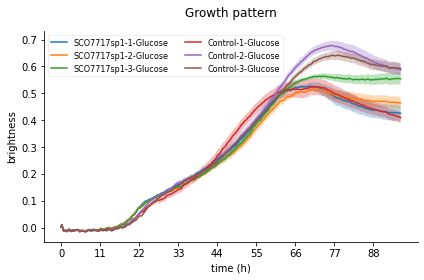 Growth pattern
SCO7717sp1-1-Glucose
SCO7717sp1-2-Glucose
SCO7717sp1-3-Glucose
Control-1-Glucose
Control-2-Glucose
Control-3-Glucose
brightness
0.7
0.6
0.5
0.4
0.3
0.2
0.1
0.0
0 11 22 33 44 55 66 77 88
time (h)